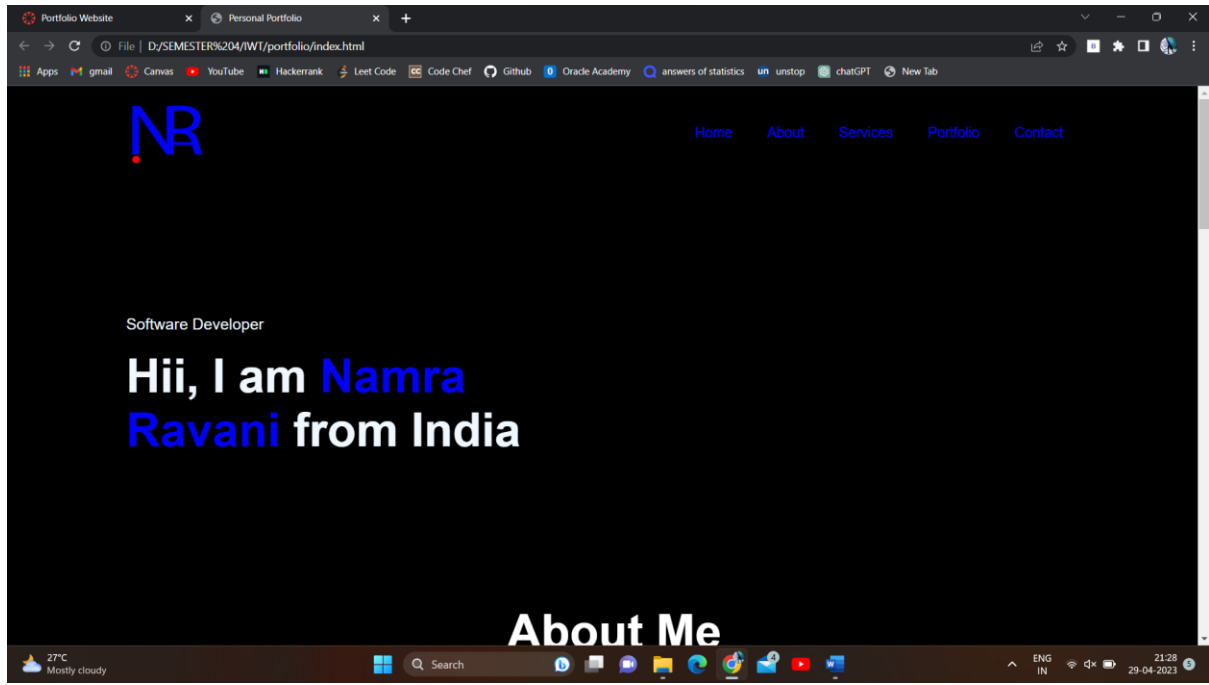 Portfolio Website
Personal Portfolio
File | D:/SEMESTER%204/IWT/portfolio/index.html
Apps gmail Canvas YouTube Hackerrank Leet Code Code Chef Github Oracle Academy answers of statistics unstop chatGPT New Tab
NR
Home About Services Portfolio Contact
Software Developer
Hii, I am Namra
Ravani from India
About Me
27°C
Mostly cloudy
Search
ENG
IN
21:28
29-04-2023
5